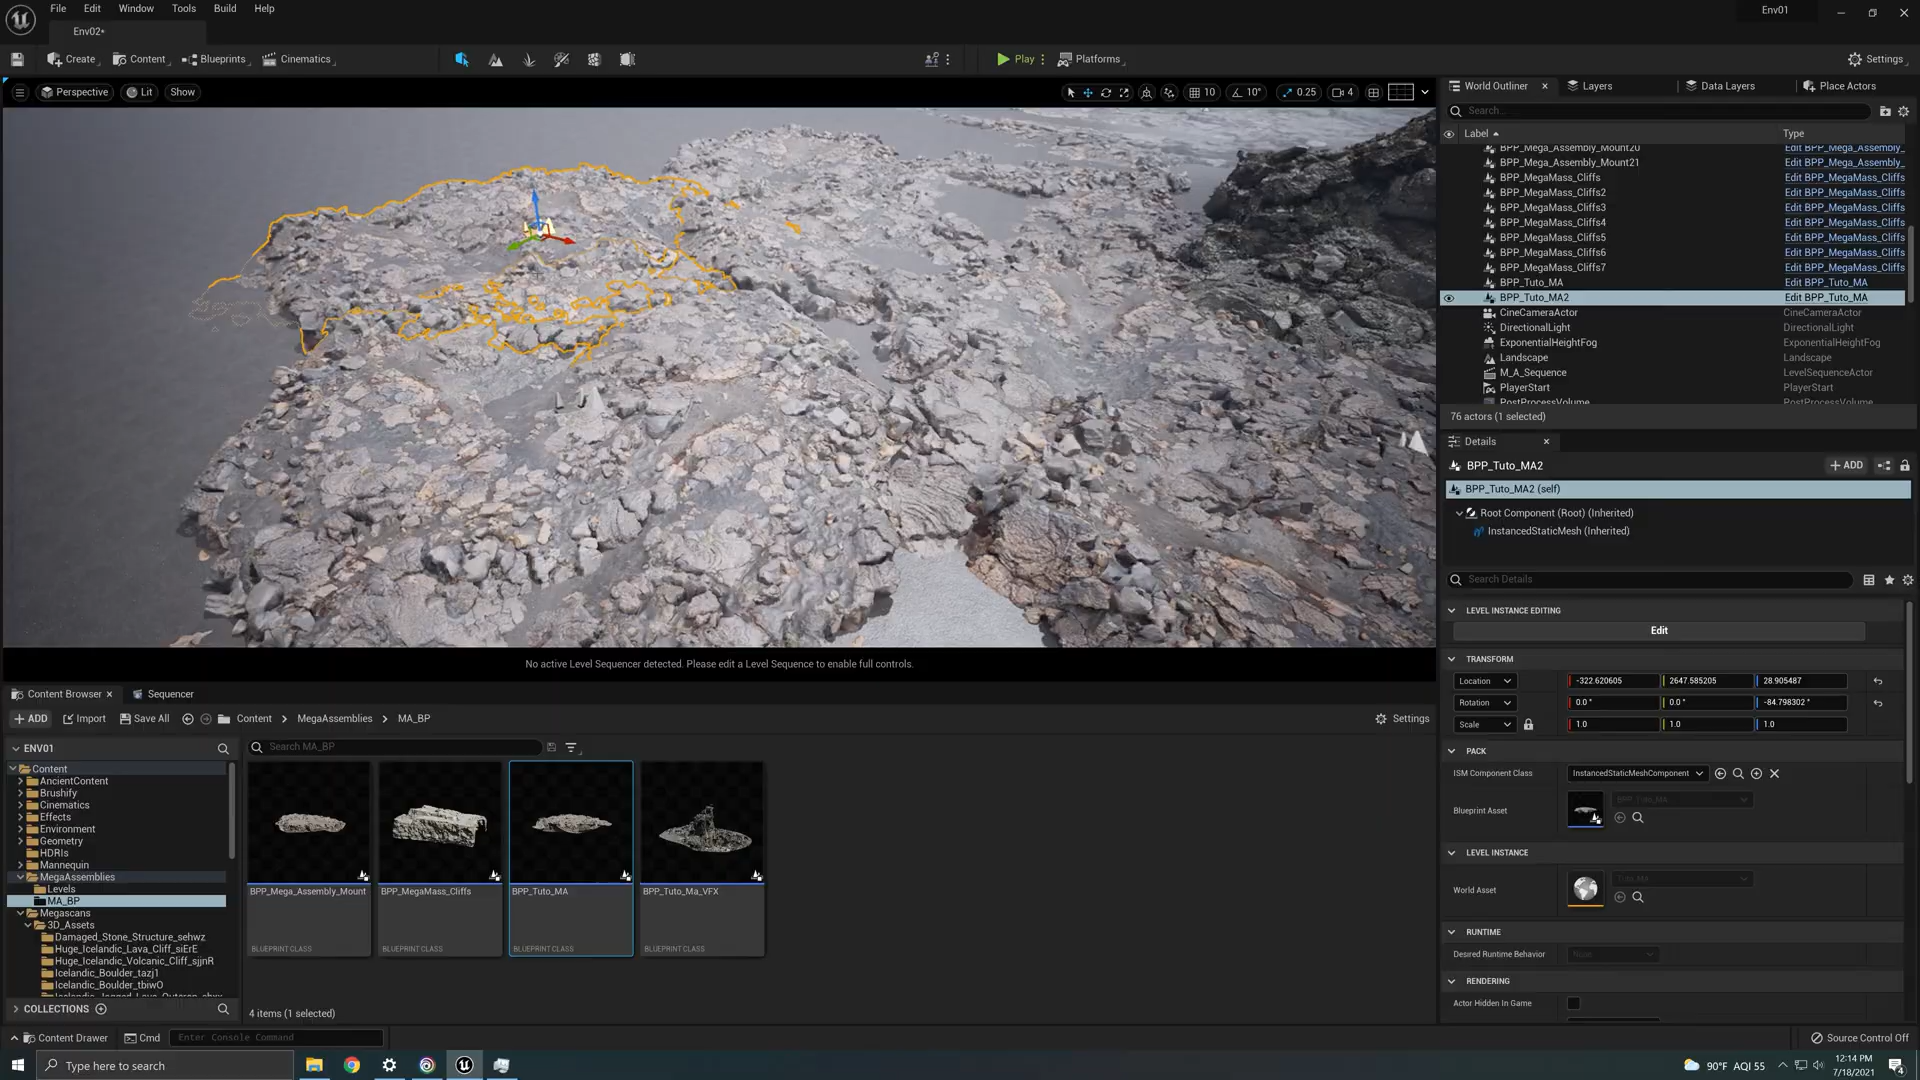 File Edit Window Tools Build Help
Env01
Env02•
Create Content Blueprints Cinematics Play Platforms Settings
Perspective Lit Show 10 10° 0.25 4
World Outliner Layers Data Layers Place Actors
Search...
Label Type
BPP_Mega_Assembly_Mount20 Edit BPP_Mega_Assembly_
BPP_Mega_Assembly_Mount21 Edit BPP_Mega_Assembly_
BPP_MegaMass_Cliffs Edit BPP_MegaMass_Cliffs
BPP_MegaMass_Cliffs2 Edit BPP_MegaMass_Cliffs
BPP_MegaMass_Cliffs3 Edit BPP_MegaMass_Cliffs
BPP_MegaMass_Cliffs4 Edit BPP_MegaMass_Cliffs
BPP_MegaMass_Cliffs5 Edit BPP_MegaMass_Cliffs
BPP_MegaMass_Cliffs6 Edit BPP_MegaMass_Cliffs
BPP_MegaMass_Cliffs7 Edit BPP_MegaMass_Cliffs
BPP_Tuto_MA Edit BPP_Tuto_MA
BPP_Tuto_MA2 Edit BPP_Tuto_MA
CineCameraActor CineCameraActor
DirectionalLight DirectionalLight
ExponentialHeightFog ExponentialHeightFog
Landscape Landscape
M_A_Sequence LevelSequenceActor
PlayerStart PlayerStart
PostProcessVolume PostProcessVolume
76 actors (1 selected)
Details
BPP_Tuto_MA2 ADD
BPP_Tuto_MA2 (self)
Root Component (Root) (Inherited)
InstancedStaticMesh (Inherited)
Search Details
LEVEL INSTANCE EDITING
Edit
TRANSFORM
Location -322.620605 2647.585205 28.905487
Rotation 0.0 ° 0.0 ° -84.798302 °
Scale 1.0 1.0 1.0
PACK
ISM Component Class InstancedStaticMeshComponent
Blueprint Asset BPP_Tuto_MA
LEVEL INSTANCE
World Asset Tuto_MA
RUNTIME
Desired Runtime Behavior None
RENDERING
Actor Hidden In Game
No active Level Sequencer detected. Please edit a Level Sequence to enable full controls.
Content Browser Sequencer
ADD Import Save All Content MegaAssemblies MA_BP Settings
ENV01
Search MA_BP
Content
AncientContent
Brushify
Cinematics
Effects
Environment
Geometry
HDRIs
Mannequin
MegaAssemblies
Levels
MA_BP
Megascans
3D_Assets
Damaged_Stone_Structure_sehwz
Huge_Icelandic_Lava_Cliff_siErE
Huge_Icelandic_Volcanic_Cliff_sjjnR
Icelandic_Boulder_tazj1
Icelandic_Boulder_tbiwO
COLLECTIONS
BPP_Mega_Assembly_Mount BPP_MegaMass_Cliffs BPP_Tuto_MA BPP_Tuto_Ma_VFX
BLUEPRINT CLASS BLUEPRINT CLASS BLUEPRINT CLASS BLUEPRINT CLASS
4 items (1 selected)
Content Drawer Cmd Enter Console Command Source Control Off
Type here to search
90°F AQI 55
12:14 PM
7/18/2021
4